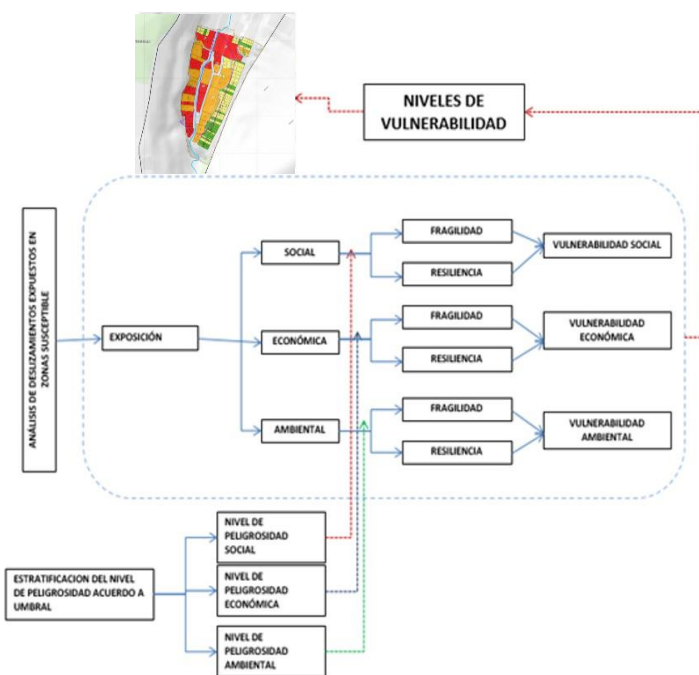 NIVELES DE
VULNERABILIDAD
ANÁLISIS DE DESLIZAMIENTOS EXPUESTOS EN
ZONAS SUSCEPTIBLE
EXPOSICIÓN
SOCIAL
FRAGILIDAD
RESILIENCIA
VULNERABILIDAD SOCIAL
ECONÓMICA
FRAGILIDAD
RESILIENCIA
VULNERABILIDAD
ECONÓMICA
AMBIENTAL
FRAGILIDAD
RESILIENCIA
VULNERABILIDAD
AMBIENTAL
ESTRATIFICACION DEL NIVEL
DE PELIGROSIDAD ACUERDO A
UMBRAL
NIVEL DE
PELIGROSIDAD
SOCIAL
NIVEL DE
PELIGROSIDAD
ECONÓMICA
NIVEL DE
PELIGROSIDAD
AMBIENTAL